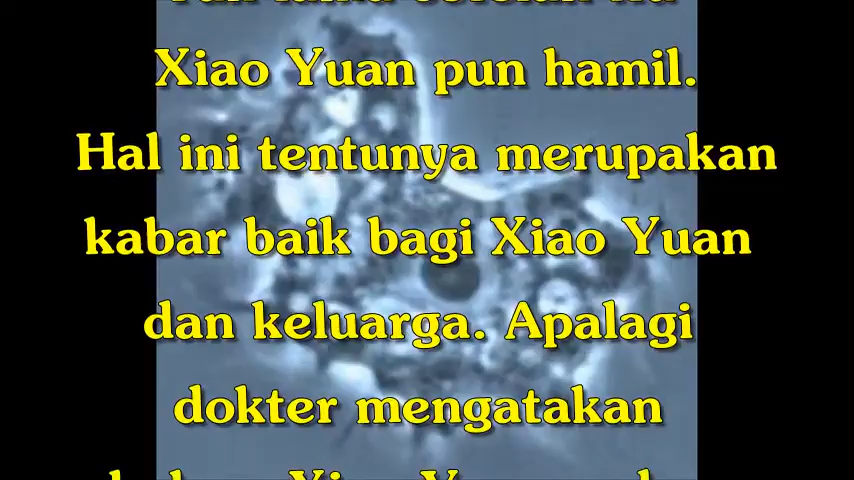 Xiao Yuan pun hamil.
Hal ini tentunya merupakan
kabar baik bagi Xiao Yuan
dan keluarga. Apalagi
dokter mengatakan